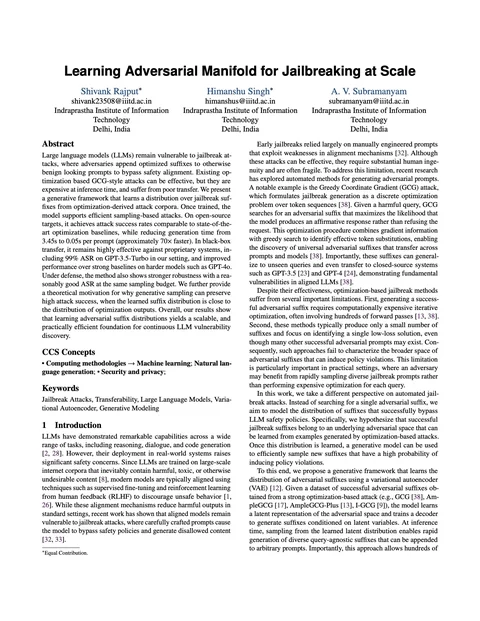 Learning Adversarial Manifold for Jailbreaking at Scale
Shivank Rajput*
shivank23508@iiitd.ac.in
Indraprastha Institute of Information
Technology
Delhi, India
Himanshu Singh*
himanshus@iiitd.ac.in
Indraprastha Institute of Information
Technology
Delhi, India
A. V. Subramanyam
subramanyam@iiitd.ac.in
Indraprastha Institute of Information
Technology
Delhi, India
Abstract
Large language models (LLMs) remain vulnerable to jailbreak at-
tacks, where adversaries append optimized suffixes to otherwise
benign looking prompts to bypass safety alignment. Existing op-
timization based GCG-style attacks can be effective, but they are
expensive at inference time, and suffer from poor transfer. We present
a generative framework that learns a distribution over jailbreak suf-
fixes from optimization-derived attack corpora. Once trained, the
model supports efficient sampling-based attacks. On open-source
targets, it achieves attack success rates comparable to state-of-the-
art optimization baselines, while reducing generation time from
3.45s to 0.05s per prompt (approximately 70x faster). In black-box
transfer, it remains highly effective against proprietary systems, in-
cluding 99% ASR on GPT-3.5-Turbo in our setting, and improved
performance over strong baselines on harder models such as GPT-4o.
Under defense, the method also shows stronger robustness with a rea-
sonably good ASR at the same sampling budget. We further provide
a theoretical motivation for why generative sampling can preserve
high attack success, when the learned suffix distribution is close to
the distribution of optimization outputs. Overall, our results show
that learning adversarial suffix distributions yields a scalable, and
practically efficient foundation for continuous LLM vulnerability
discovery.
CCS Concepts
• Computing methodologies → Machine learning; Natural lan-
guage generation; • Security and privacy;
Keywords
Jailbreak Attacks, Transferability, Large Language Models, Varia-
tional Autoencoder, Generative Modeling
1 Introduction
LLMs have demonstrated remarkable capabilities across a wide
range of tasks, including reasoning, dialogue, and code generation
[2, 28]. However, their deployment in real-world systems raises
significant safety concerns. Since LLMs are trained on large-scale
internet corpora that inevitably contain harmful, toxic, or otherwise
undesirable content [8], modern models are typically aligned using
techniques such as supervised fine-tuning and reinforcement learning
from human feedback (RLHF) to discourage unsafe behavior [1,
26]. While these alignment mechanisms reduce harmful outputs in
standard settings, recent work has shown that aligned models remain
vulnerable to jailbreak attacks, where carefully crafted prompts cause
the model to bypass safety policies and generate disallowed content
[32, 33].
*Equal Contribution.
Early jailbreaks relied largely on manually engineered prompts
that exploit weaknesses in alignment mechanisms [32]. Although
these attacks can be effective, they require substantial human inge-
nuity and are often fragile. To address this limitation, recent research
has explored automated methods for generating adversarial prompts.
A notable example is the Greedy Coordinate Gradient (GCG) attack,
which formulates jailbreak generation as a discrete optimization
problem over token sequences [38]. Given a harmful query, GCG
searches for an adversarial suffix that maximizes the likelihood that
the model produces an affirmative response rather than refusing the
request. This optimization procedure combines gradient information
with greedy search to identify effective token substitutions, enabling
the discovery of universal adversarial suffixes that transfer across
prompts and models [38]. Importantly, these suffixes can general-
ize to unseen queries and even transfer to closed-source systems
such as GPT-3.5 [23] and GPT-4 [24], demonstrating fundamental
vulnerabilities in aligned LLMs [38].
Despite their effectiveness, optimization-based jailbreak methods
suffer from several important limitations. First, generating a success-
ful adversarial suffix requires computationally expensive iterative
optimization, often involving hundreds of forward passes [13, 38].
Second, these methods typically produce only a small number of
suffixes and focus on identifying a single low-loss solution, even
though many other successful adversarial prompts may exist. Con-
sequently, such approaches fail to characterize the broader space of
adversarial suffixes that can induce policy violations. This limitation
is particularly important in practical settings, where an adversary
may benefit from rapidly sampling diverse jailbreak prompts rather
than performing expensive optimization for each query.
In this work, we take a different perspective on automated jail-
break attacks. Instead of searching for a single adversarial suffix, we
aim to model the distribution of suffixes that successfully bypass
LLM safety policies. Specifically, we hypothesize that successful
jailbreak suffixes belong to an underlying adversarial space that can
be learned from examples generated by optimization-based attacks.
Once this distribution is learned, a generative model can be used
to efficiently sample new suffixes that have a high probability of
inducing policy violations.
To this end, we propose a generative framework that learns the
distribution of adversarial suffixes using a variational autoencoder
(VAE) [12]. Given a dataset of successful adversarial suffixes ob-
tained from a strong optimization-based attack (e.g., GCG [38], Am-
pleGCG [17], AmpleGCG-Plus [13], I-GCG [9]), the model learns
a latent representation of the adversarial space and trains a decoder
to generate suffixes conditioned on latent variables. At inference
time, sampling from the learned latent distribution enables rapid
generation of diverse query-agnostic suffixes that can be appended
to arbitrary prompts. Importantly, this approach allows hundreds of